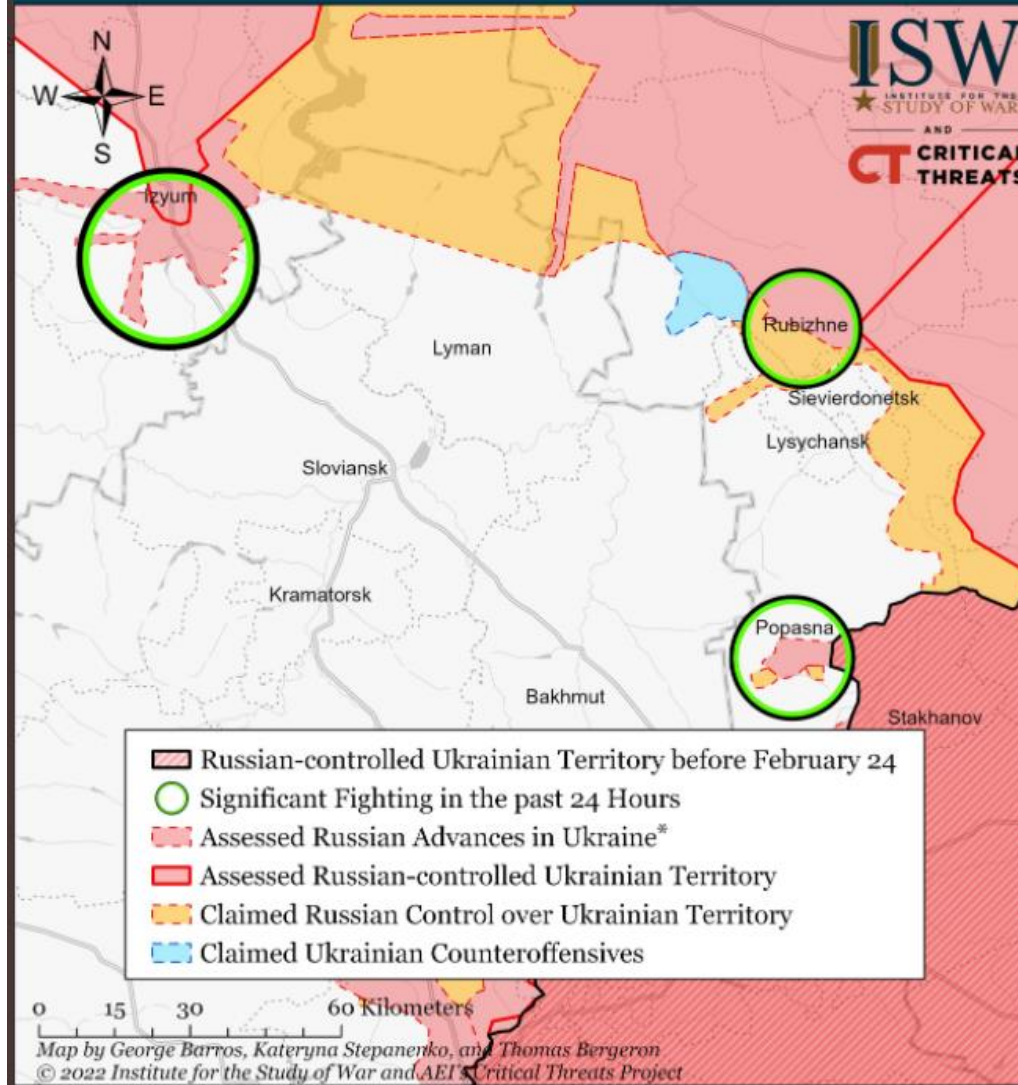 N
W E
S
ISW
INSTITUTE FOR THE
STUDY OF WAR
AND
CT CRITICAL
THREATS
Izyum
Rubizhne
Lyman
Sievierdonetsk
Lysychansk
Sloviansk
Kramatorsk
Popasna
Bakhmut
Stakhanov
Russian-controlled Ukrainian Territory before February 24
Significant Fighting in the past 24 Hours
Assessed Russian Advances in Ukraine*
Assessed Russian-controlled Ukrainian Territory
Claimed Russian Control over Ukrainian Territory
Claimed Ukrainian Counteroffensives
0 15 30 60 Kilometers
Map by George Barros, Kateryna Stepanenko, and Thomas Bergeron
© 2022 Institute for the Study of War and AEI's Critical Threats Project